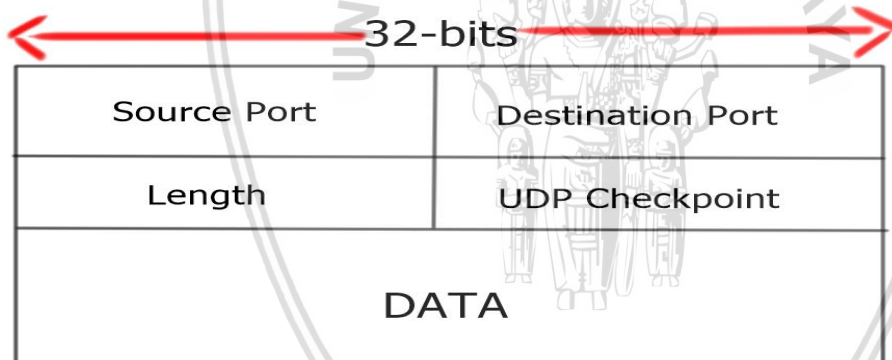 32-bits
Source Port Destination Port
Length UDP Checkpoint
DATA